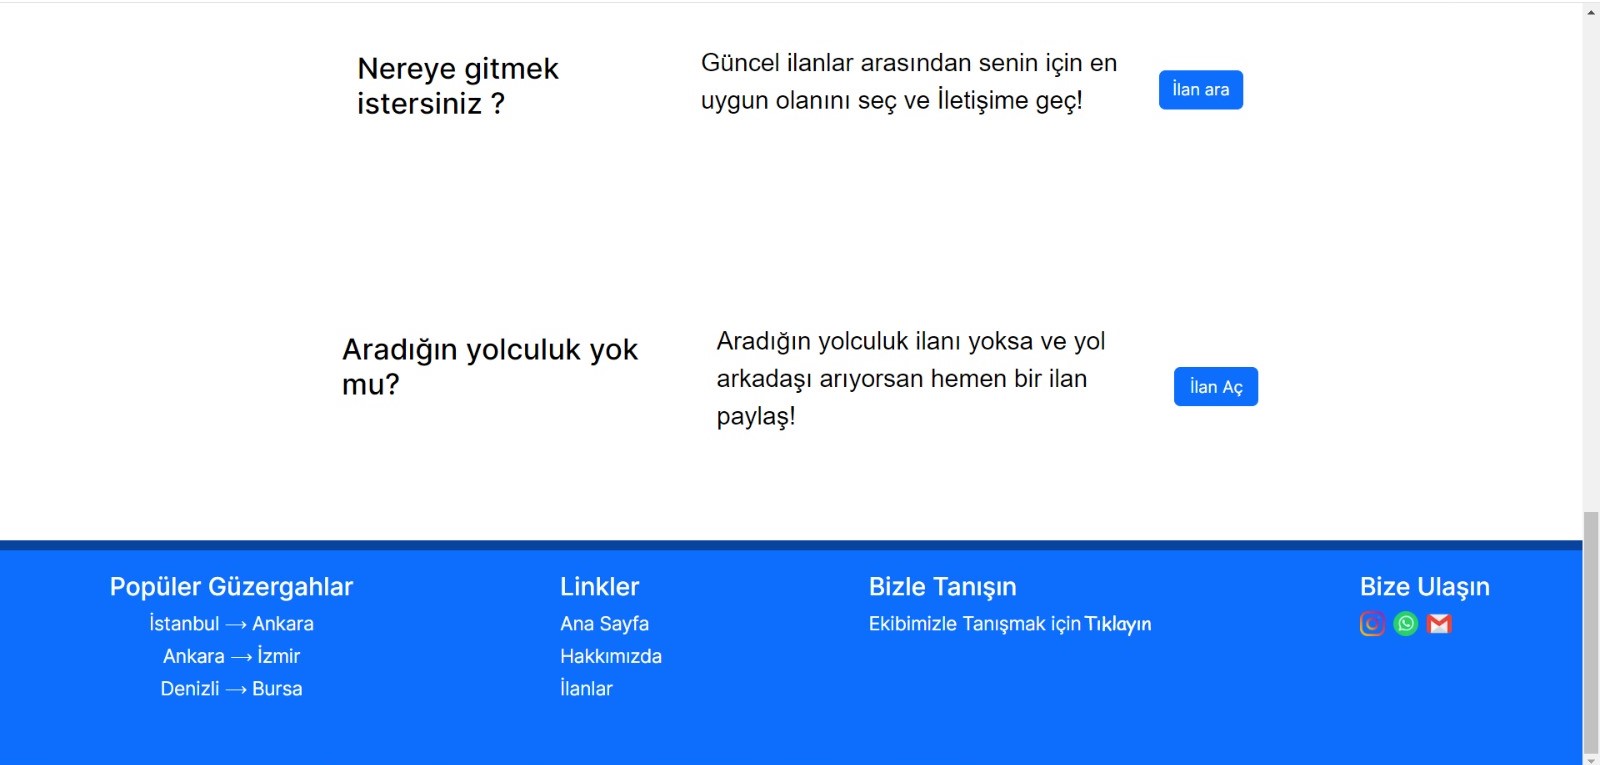 Nereye gitmek
istersiniz ?
Güncel ilanlar arasından senin için en
uygun olanını seç ve İletişime geç!
İlan ara
Aradığın yolculuk yok
mu?
Aradığın yolculuk ilanı yoksa ve yol
arkadaşı arıyorsan hemen bir ilan
paylaş!
İlan Aç
Popüler Güzergahlar
İstanbul → Ankara
Ankara → İzmir
Denizli → Bursa
Linkler
Ana Sayfa
Hakkımızda
İlanlar
Bizle Tanışın
Ekibimizle Tanışmak için Tıklayın
Bize Ulaşın